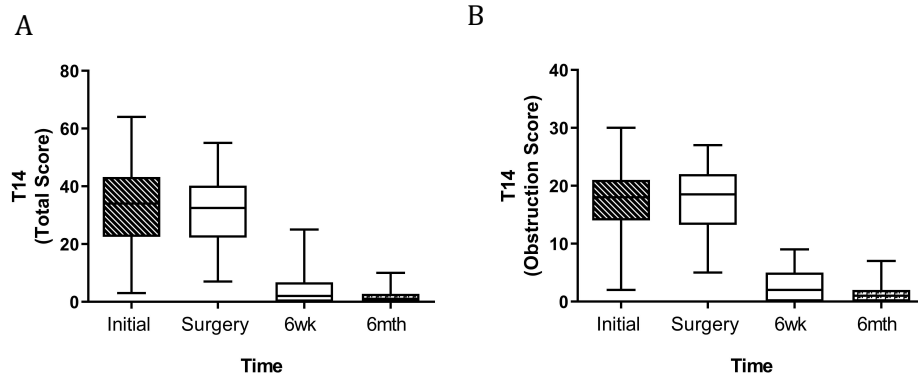 A
T14
(Total Score)
80
60
40
20
0
Initial Surgery 6wk 6mth
Time
B
T14
(Obstruction Score)
40
30
20
10
0
Initial Surgery 6wk 6mth
Time